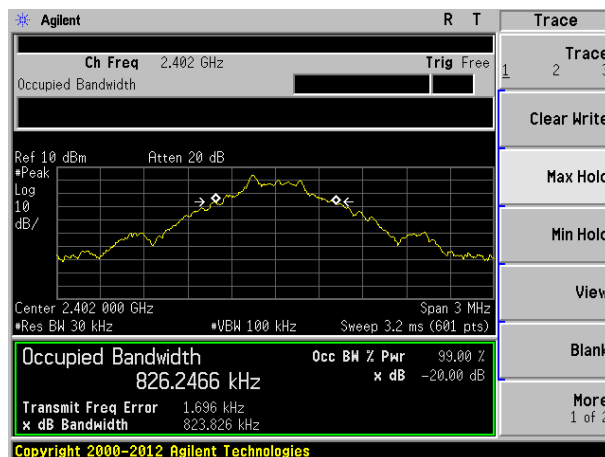 Agilent R T Trace
Ch Freq 2.402 GHz Trig Free
Occupied Bandwidth
Trace
1 2 3
Clear Write
Max Hold
Min Hold
View
Blank
More
1 of 2
Ref 10 dBm Atten 20 dB
#Peak
Log
10
dB/
Center 2.402 000 GHz Span 3 MHz
#Res BW 30 kHz #VBW 100 kHz Sweep 3.2 ms (601 pts)
Occupied Bandwidth Occ BW % Pwr 99.00 %
826.2466 kHz x dB -20.00 dB
Transmit Freq Error 1.696 kHz
x dB Bandwidth 823.826 kHz
Copyright 2000-2012 Agilent Technologies